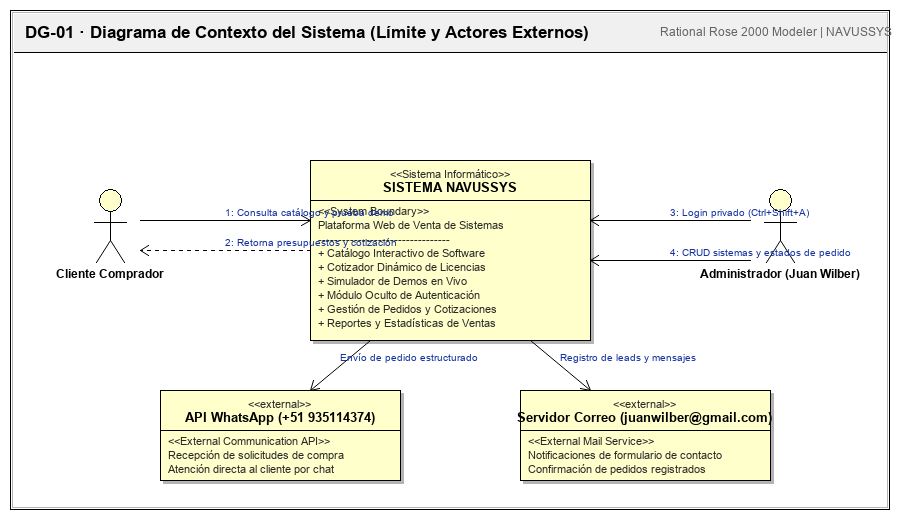 DG-01 · Diagrama de Contexto del Sistema (Límite y Actores Externos)
Rational Rose 2000 Modeler | NAVUSSYS
<<Sistema Informático>>
SISTEMA NAVUSSYS
<<System Boundary>>
Plataforma Web de Venta de Sistemas
--------------------------------
+ Catálogo Interactivo de Software
+ Cotizador Dinámico de Licencias
+ Simulador de Demos en Vivo
+ Módulo Oculto de Autenticación
+ Gestión de Pedidos y Cotizaciones
+ Reportes y Estadísticas de Ventas
1: Consulta catálogo y prueba demo
2: Retorna presupuestos y cotización
Cliente Comprador
3: Login privado (Ctrl+Shift+A)
4: CRUD sistemas y estados de pedido
Administrador (Juan Wilber)
Envío de pedido estructurado
Registro de leads y mensajes
<<external>>
API WhatsApp (+51 935114374)
<<External Communication API>>
Recepción de solicitudes de compra
Atención directa al cliente por chat
<<external>>
Servidor Correo (juanwilber@gmail.com)
<<External Mail Service>>
Notificaciones de formulario de contacto
Confirmación de pedidos registrados